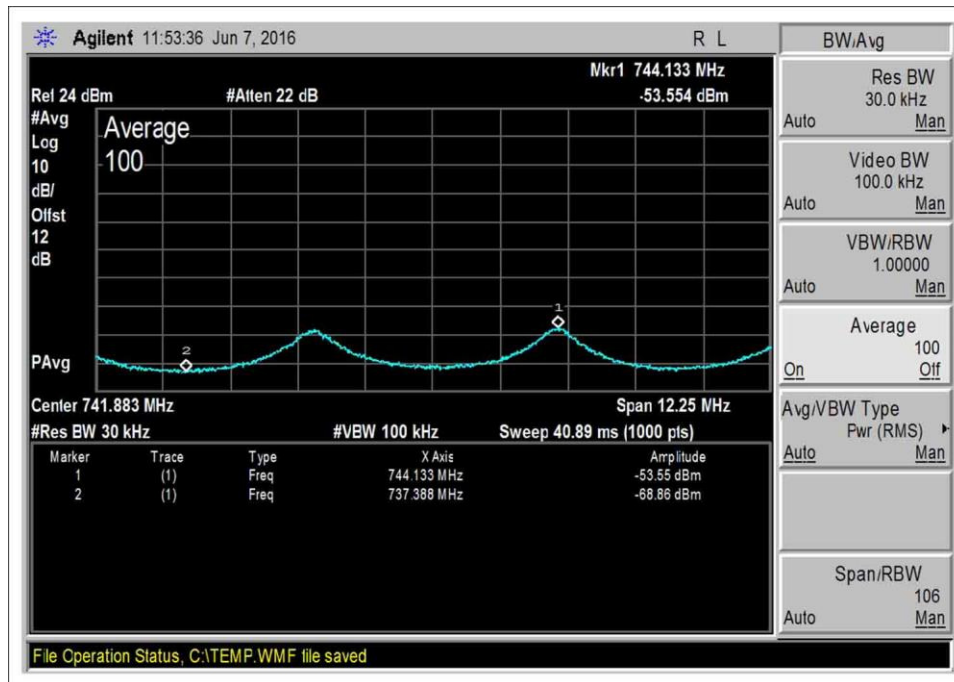 Agilent 11:53:36 Jun 7, 2016 R L
BW/Avg
Mkr1 744.133 MHz
Ref 24 dBm #Atten 22 dB -53.554 dBm
#Avg
Log
10
dB/
Offst
12
dB
PAvg
Average
100
1
2
Center 741.883 MHz Span 12.25 MHz
#Res BW 30 kHz #VBW 100 kHz Sweep 40.89 ms (1000 pts)
Marker Trace Type X Axis Amplitude
1 (1) Freq 744.133 MHz -53.55 dBm
2 (1) Freq 737.388 MHz -68.86 dBm
Res BW
30.0 kHz
Auto Man
Video BW
100.0 kHz
Auto Man
VBW/RBW
1.00000
Auto Man
Average
100
On Off
Avg/VBW Type
Pwr (RMS)
Auto Man
Span/RBW
106
Auto Man
File Operation Status, C:\TEMP.WMF file saved